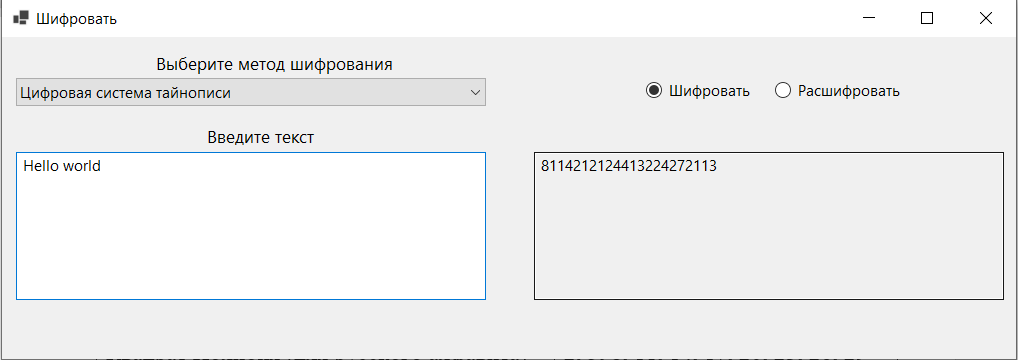 Шифровать
Выберите метод шифрования
Цифровая система тайнописи
Шифровать Расшифровать
Введите текст
Hello world
8114212124413224272113